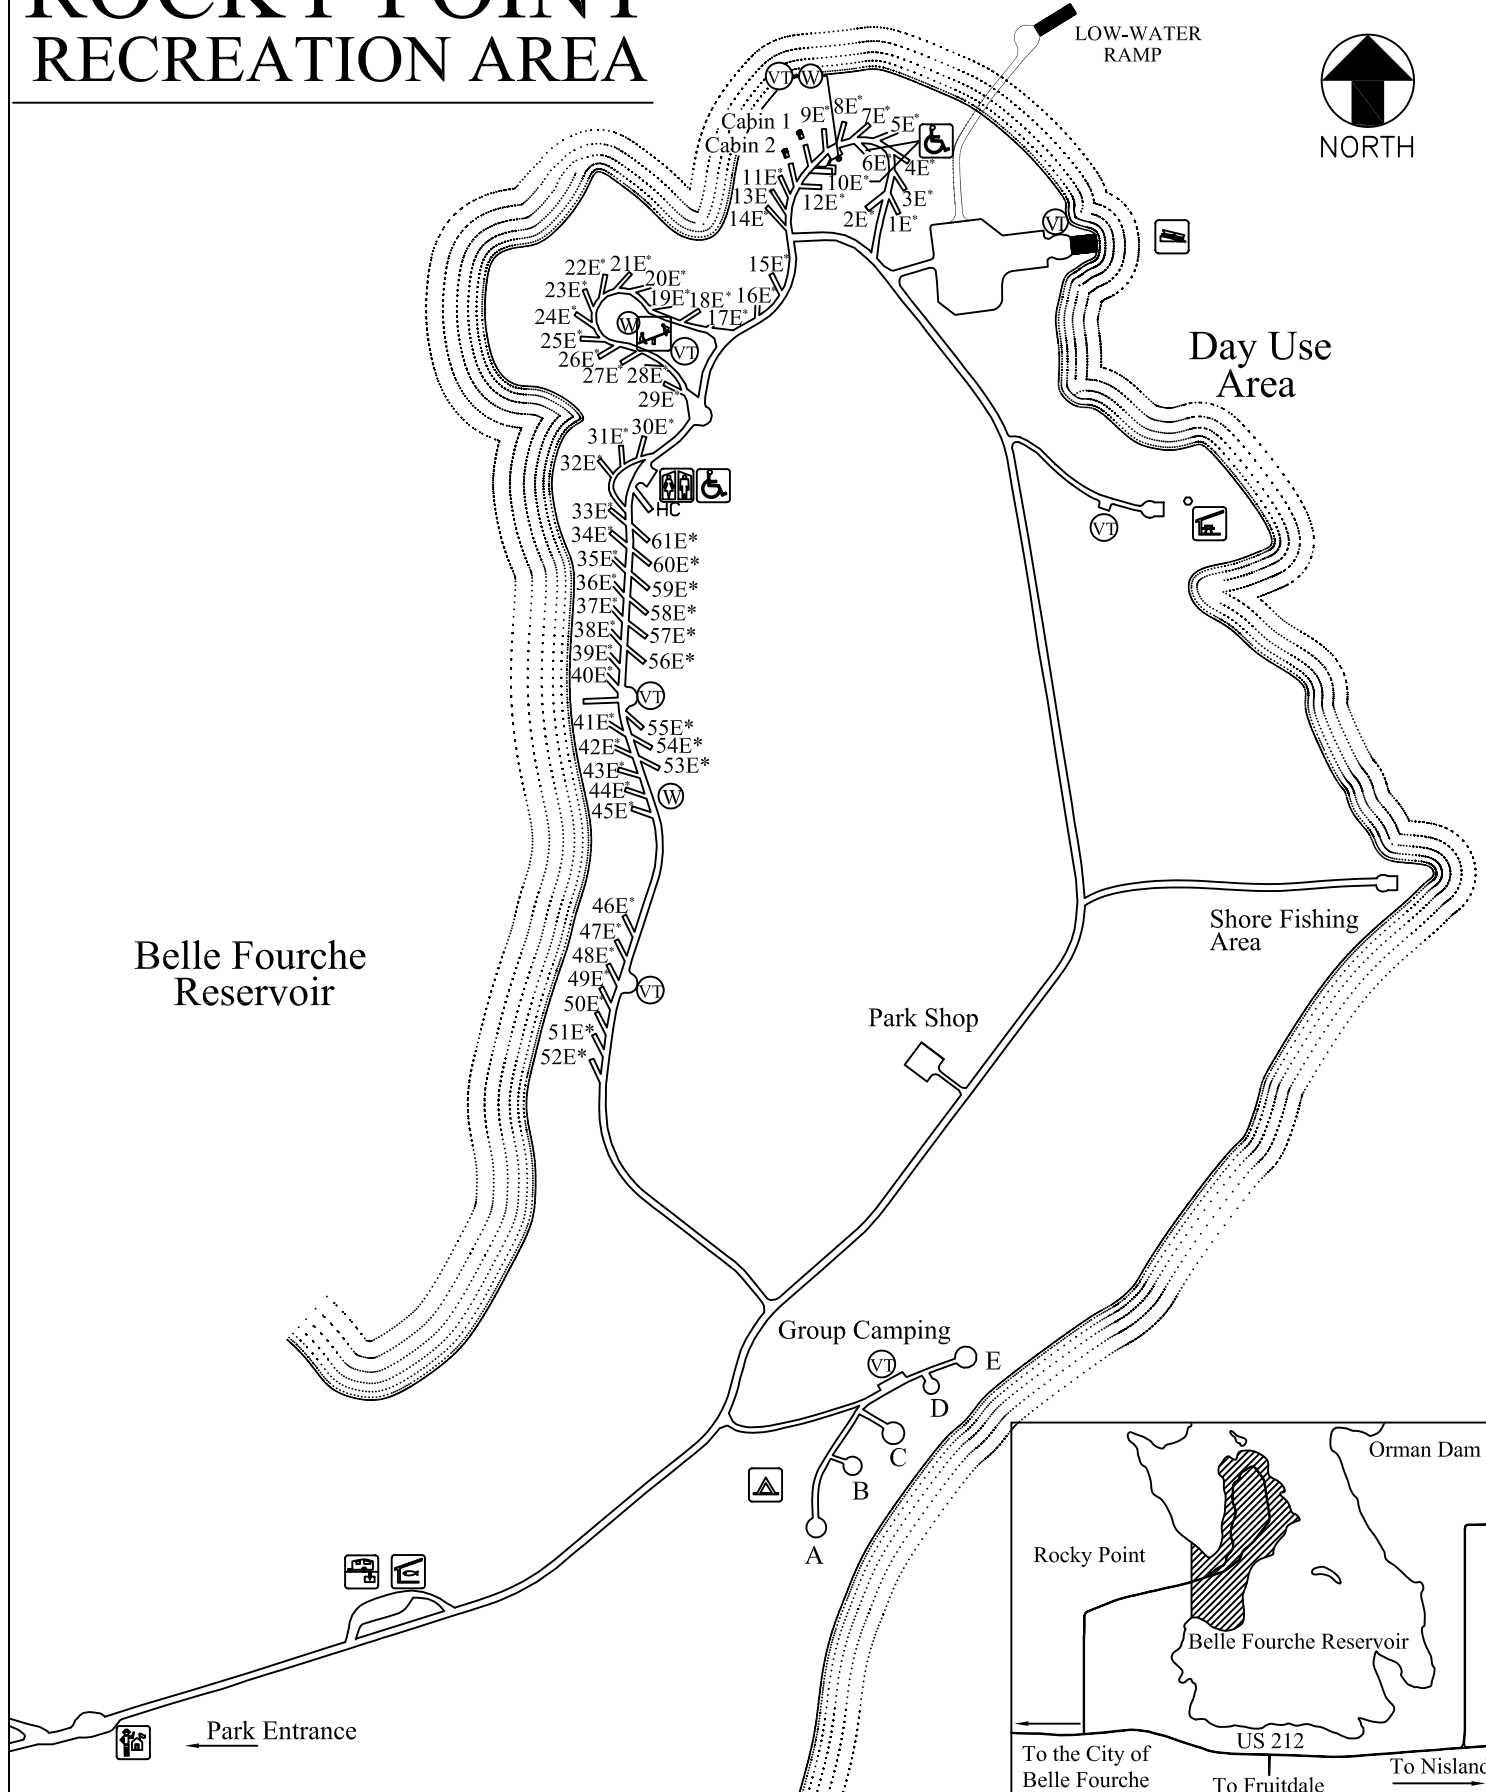 ROCKY POINT
RECREATION AREA
LOW-WATER
RAMP
NORTH
VT
W
Cabin 1
Cabin 2
9E*
8E*
7E*
5E*
6E*
4E*
3E*
1E*
2E*
10E*
12E*
11E*
13E
14E*
VT
15E*
16E*
17E*
18E*
19E*
20E*
21E*
22E*
23E*
24E*
25E*
26E*
27E*
28E*
29E*
W
VT
Day Use
Area
VT
30E*
31E*
32E*
HC
33E*
34E*
35E*
36E*
37E*
38E*
39E*
40E*
61E*
60E*
59E*
58E*
57E*
56E*
VT
41E*
42E*
43E*
44E*
45E*
55E*
54E*
53E*
W
46E*
47E*
48E*
49E*
50E*
51E*
52E*
VT
Belle Fourche
Reservoir
Shore Fishing
Area
Park Shop
Group Camping
VT
E
D
C
B
A
Park Entrance
Orman Dam
Rocky Point
Belle Fourche Reservoir
US 212
To the City of
Belle Fourche
To Fruitdale
To Nisland